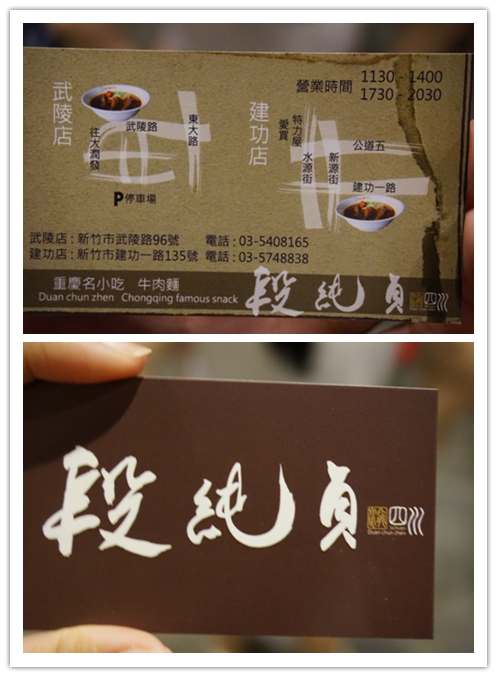 營業時間 1130 - 1400
1730 - 2030
武陵店
往大潤發
武陵路
東大路
P停車場
建功店
愛買
特力屋
水源街
新源街
公道五
建功一路
武陵店 : 新竹市武陵路96號 電話 : 03-5408165
建功店 : 新竹市建功一路135號 電話 : 03-5748838
重慶名小吃 牛肉麵
Duan chun zhen Chongqing famous snack
段純貞
四川
段純貞
四川
Duan chun zhen